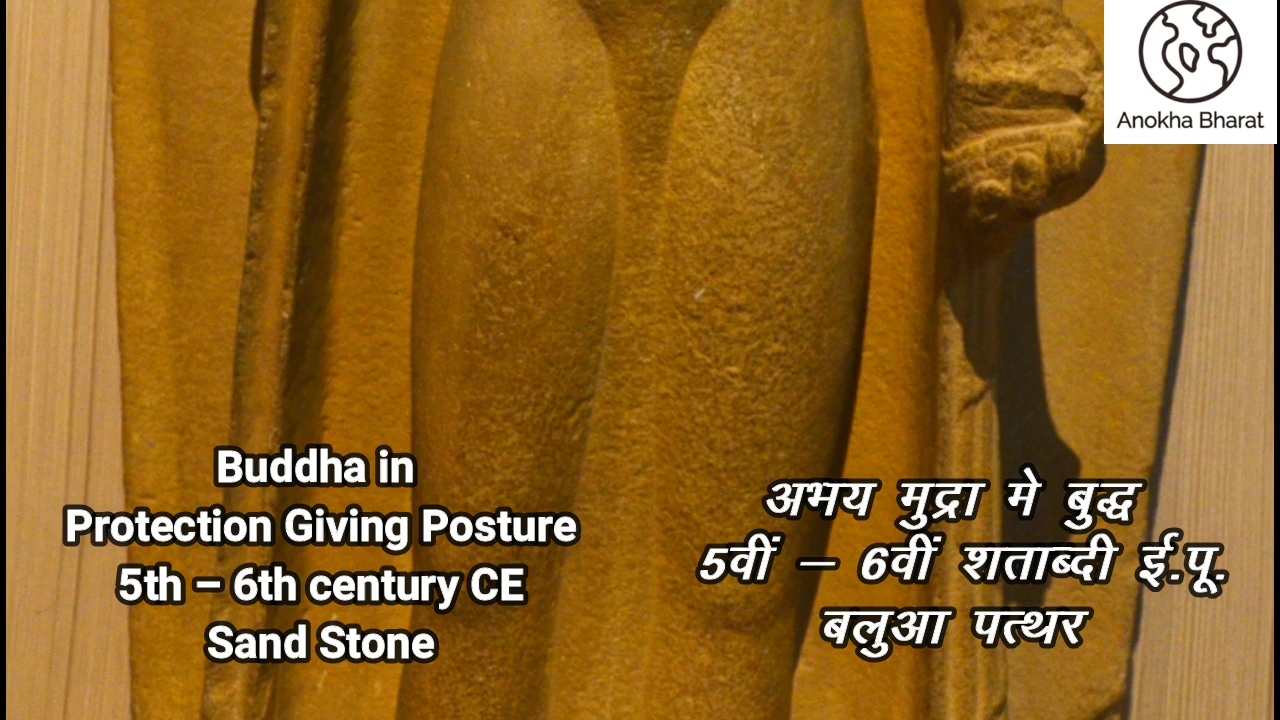 Anokha Bharat
Buddha in
Protection Giving Posture
5th – 6th century CE
Sand Stone
अभय मुद्रा मे बुद्ध
5वीं – 6वीं शताब्दी ई.पू.
बलुआ पत्थर